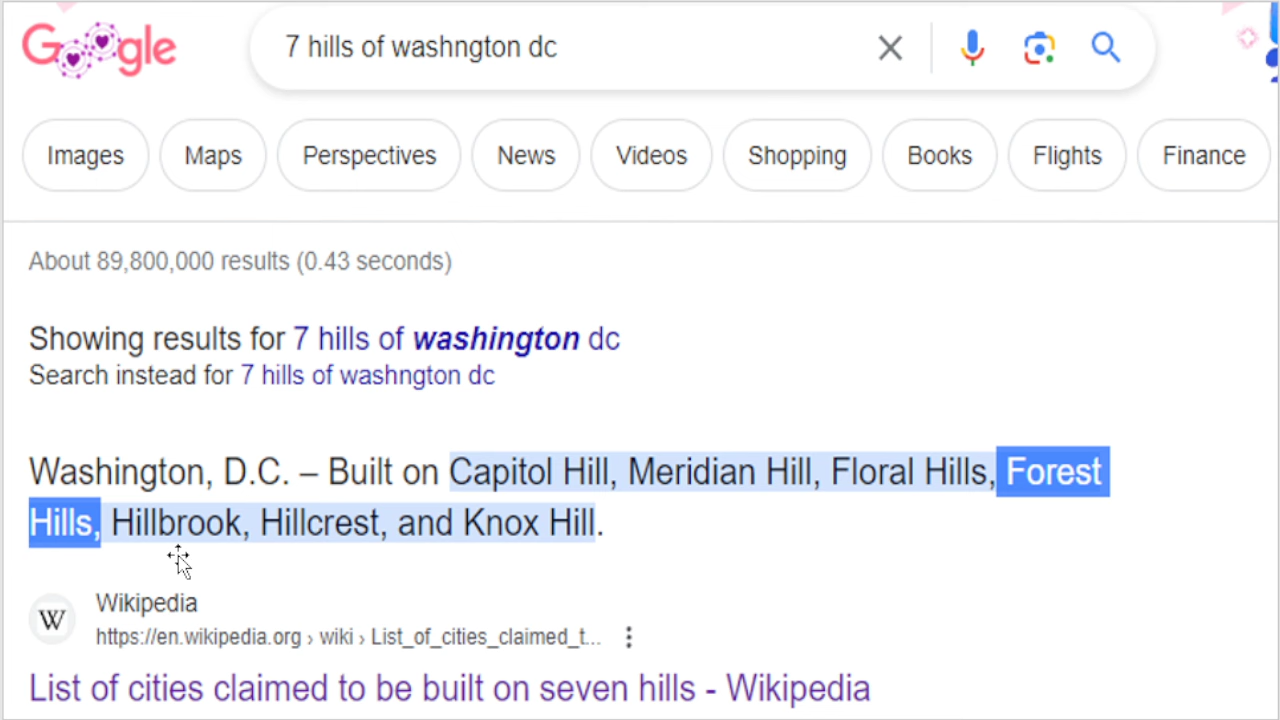 Google
7 hills of washngton dc
Images Maps Perspectives News Videos Shopping Books Flights Finance
About 89,800,000 results (0.43 seconds)
Showing results for 7 hills of washington dc
Search instead for 7 hills of washngton dc
Washington, D.C. – Built on Capitol Hill, Meridian Hill, Floral Hills, Forest
Hills, Hillbrook, Hillcrest, and Knox Hill.
W
Wikipedia
https://en.wikipedia.org › wiki › List_of_cities_claimed_t...
List of cities claimed to be built on seven hills - Wikipedia